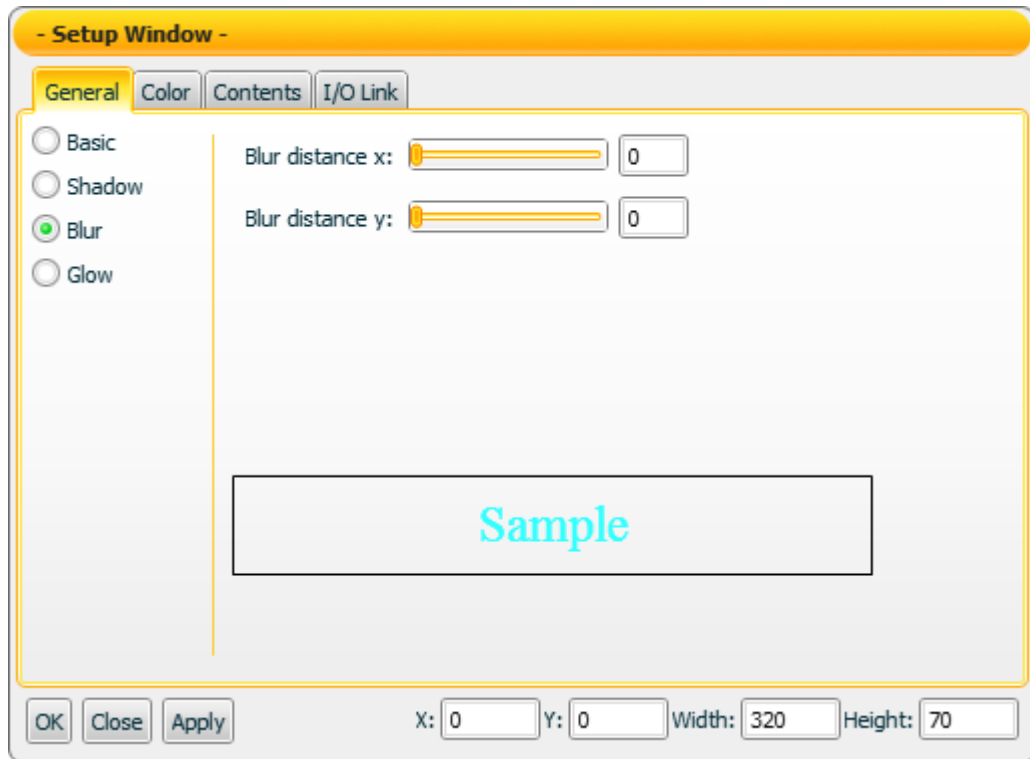 - Setup Window -
General Color Contents I/O Link
Basic
Shadow
Blur
Glow
Blur distance x: 0
Blur distance y: 0
Sample
OK Close Apply X: 0 Y: 0 Width: 320 Height: 70